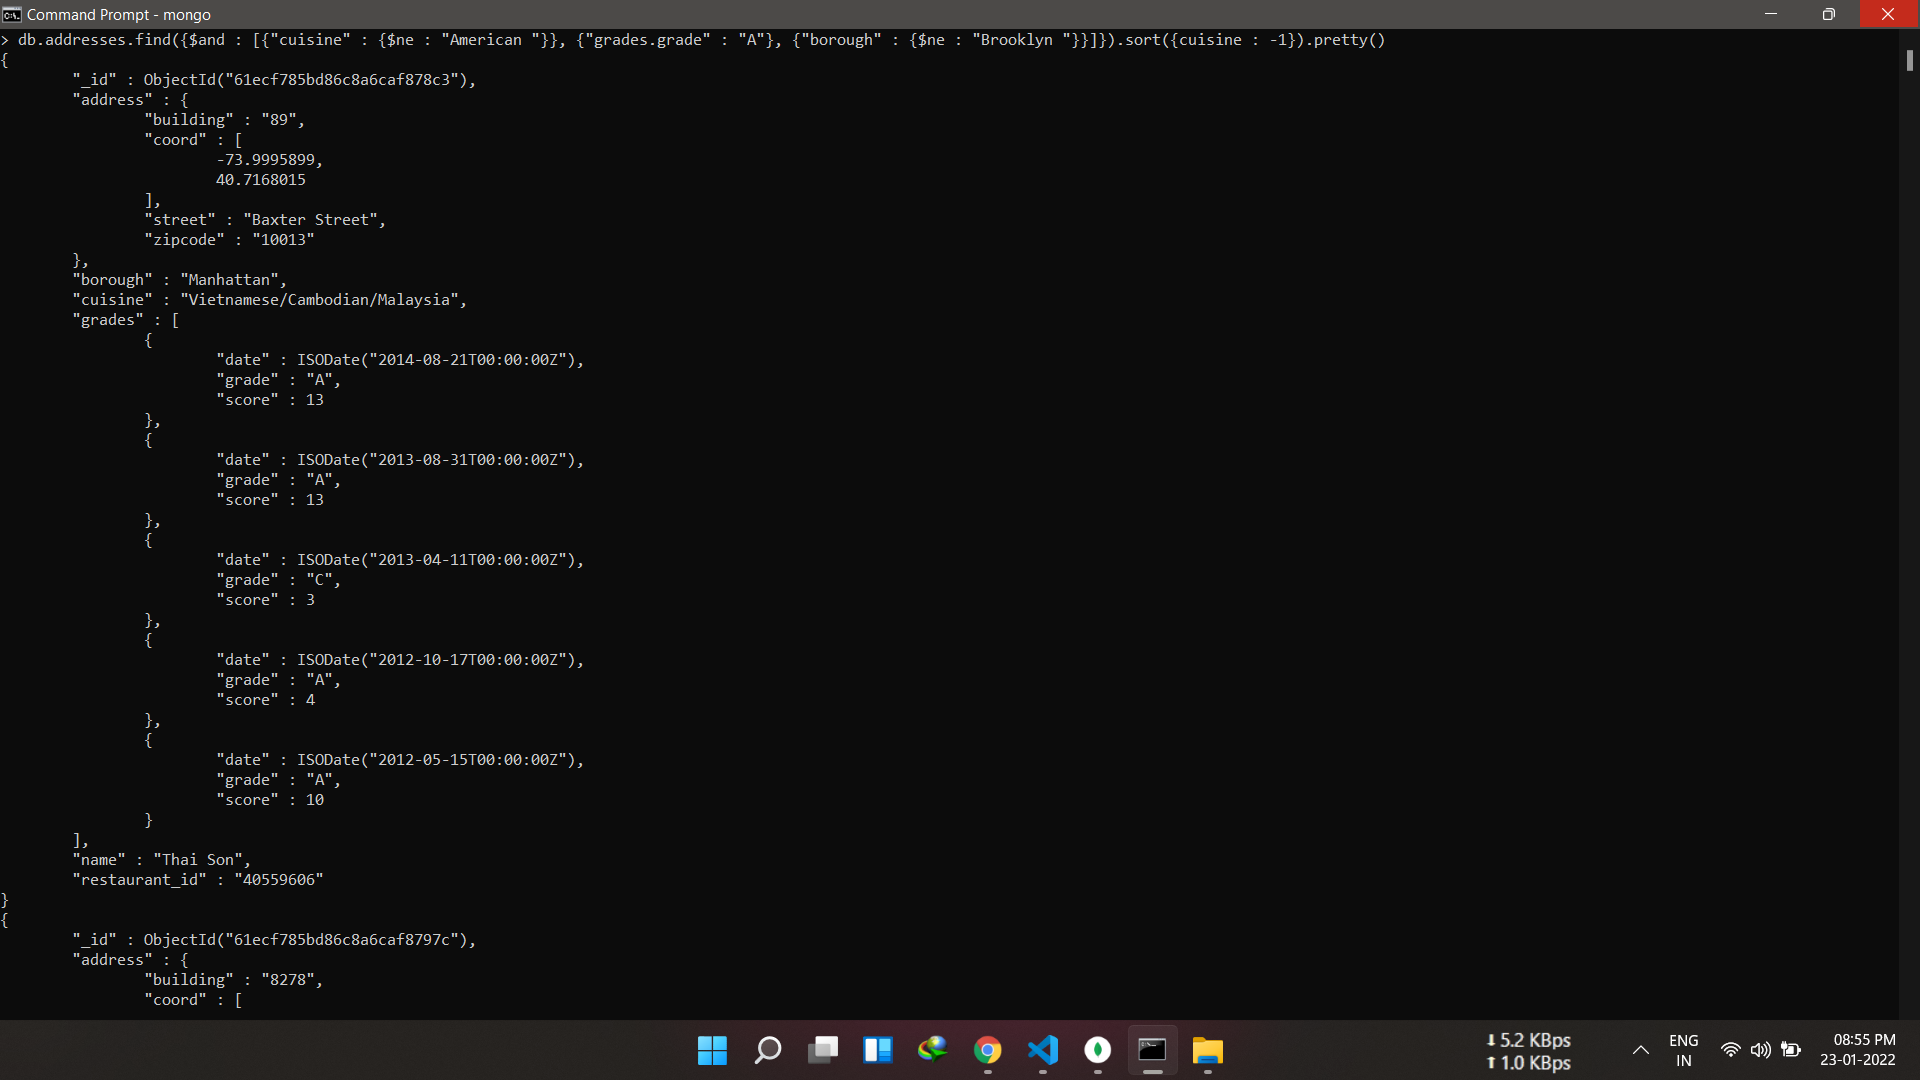 Command Prompt - mongo
> db.addresses.find({$and : [{"cuisine" : {$ne : "American "}}, {"grades.grade" : "A"}, {"borough" : {$ne : "Brooklyn "}}]}).sort({cuisine : -1}).pretty()
{
"_id" : ObjectId("61ecf785bd86c8a6caf878c3"),
"address" : {
"building" : "89",
"coord" : [
-73.9995899,
40.7168015
],
"street" : "Baxter Street",
"zipcode" : "10013"
},
"borough" : "Manhattan",
"cuisine" : "Vietnamese/Cambodian/Malaysia",
"grades" : [
{
"date" : ISODate("2014-08-21T00:00:00Z"),
"grade" : "A",
"score" : 13
},
{
"date" : ISODate("2013-08-31T00:00:00Z"),
"grade" : "A",
"score" : 13
},
{
"date" : ISODate("2013-04-11T00:00:00Z"),
"grade" : "C",
"score" : 3
},
{
"date" : ISODate("2012-10-17T00:00:00Z"),
"grade" : "A",
"score" : 4
},
{
"date" : ISODate("2012-05-15T00:00:00Z"),
"grade" : "A",
"score" : 10
}
],
"name" : "Thai Son",
"restaurant_id" : "40559606"
}
{
"_id" : ObjectId("61ecf785bd86c8a6caf8797c"),
"address" : {
"building" : "8278",
"coord" : [
5.2 KBps
1.0 KBps
ENG
IN
08:55 PM
23-01-2022